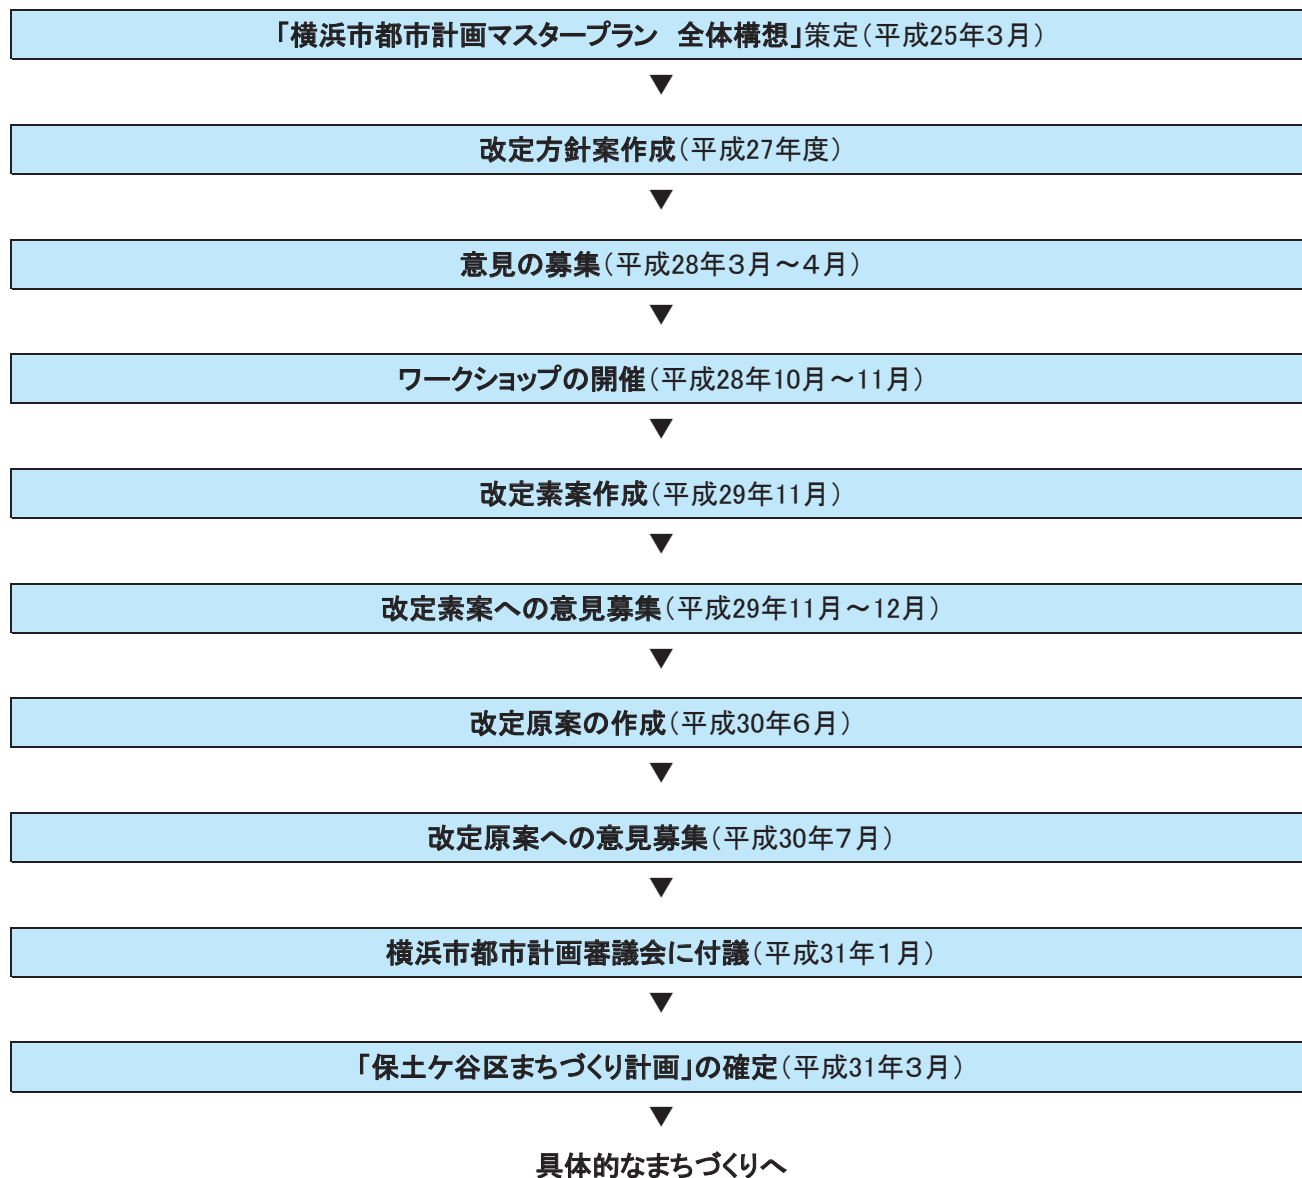 「横浜市都市計画マスタープラン　全体構想」策定（平成25年３月）
▼
改定方針案作成（平成27年度）
▼
意見の募集（平成28年３月～４月）
▼
ワークショップの開催（平成28年10月～11月）
▼
改定素案作成（平成29年11月）
▼
改定素案への意見募集（平成29年11月～12月）
▼
改定原案の作成（平成30年６月）
▼
改定原案への意見募集（平成30年７月）
▼
横浜市都市計画審議会に付議（平成31年１月）
▼
「保土ケ谷区まちづくり計画」の確定（平成31年３月）
▼
具体的なまちづくりへ